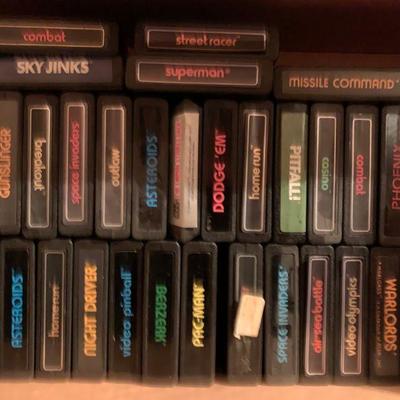 combat
street racer
SKY JINKS
superman
MISSILE COMMAND
GUNSLINGER
breakout
space invaders
outlaw
ASTEROIDS
DODGE 'EM
home run
PITFALL!
casino
combat
PHOENIX
ASTEROIDS
home run
NIGHT DRIVER
video pinball
BERZERK
PAC-MAN
SPACE INVADERS
air-sea battle
video olympics
WARLORDS